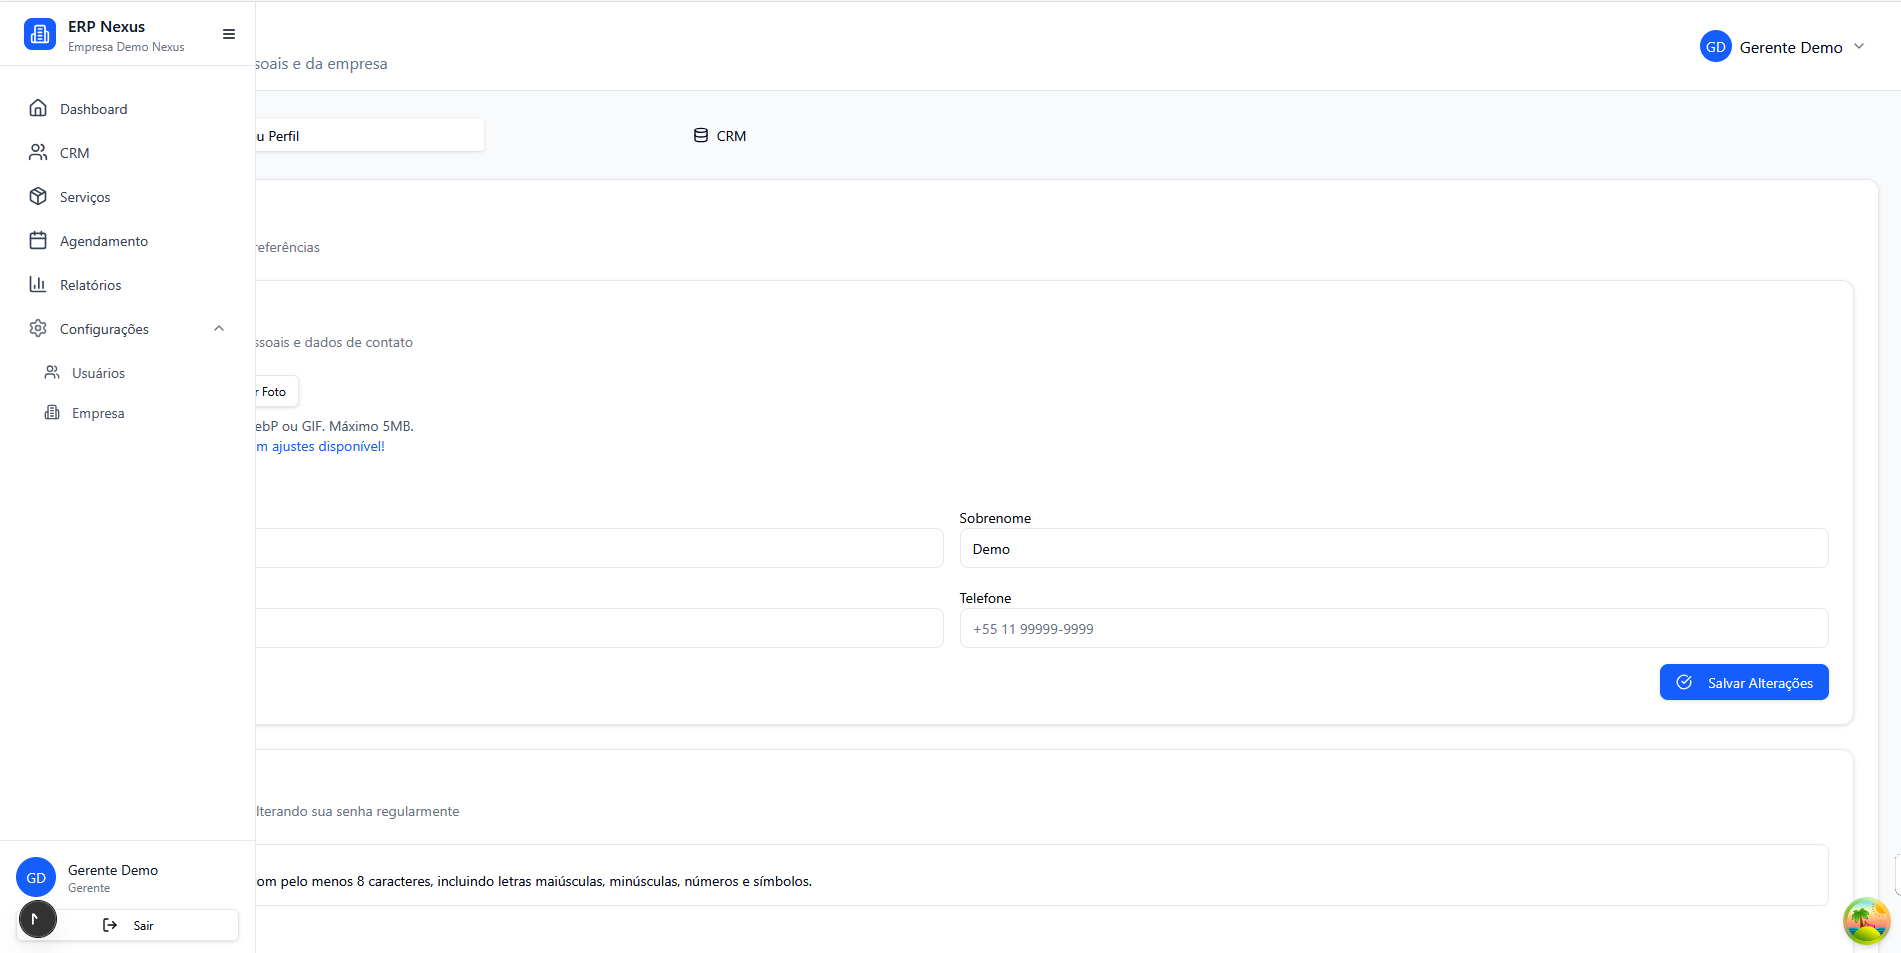 ERP Nexus
Empresa Demo Nexus
Dashboard
CRM
Serviços
Agendamento
Relatórios
Configurações
Usuários
Empresa
GD
Gerente Demo
Gerente
Sair
soais e da empresa
GD Gerente Demo
u Perfil
CRM
referências
ssoais e dados de contato
r Foto
ebP ou GIF. Máximo 5MB.
m ajustes disponível!
Sobrenome
Demo
Telefone
+55 11 99999-9999
Salvar Alterações
lterando sua senha regularmente
om pelo menos 8 caracteres, incluindo letras maiúsculas, minúsculas, números e símbolos.